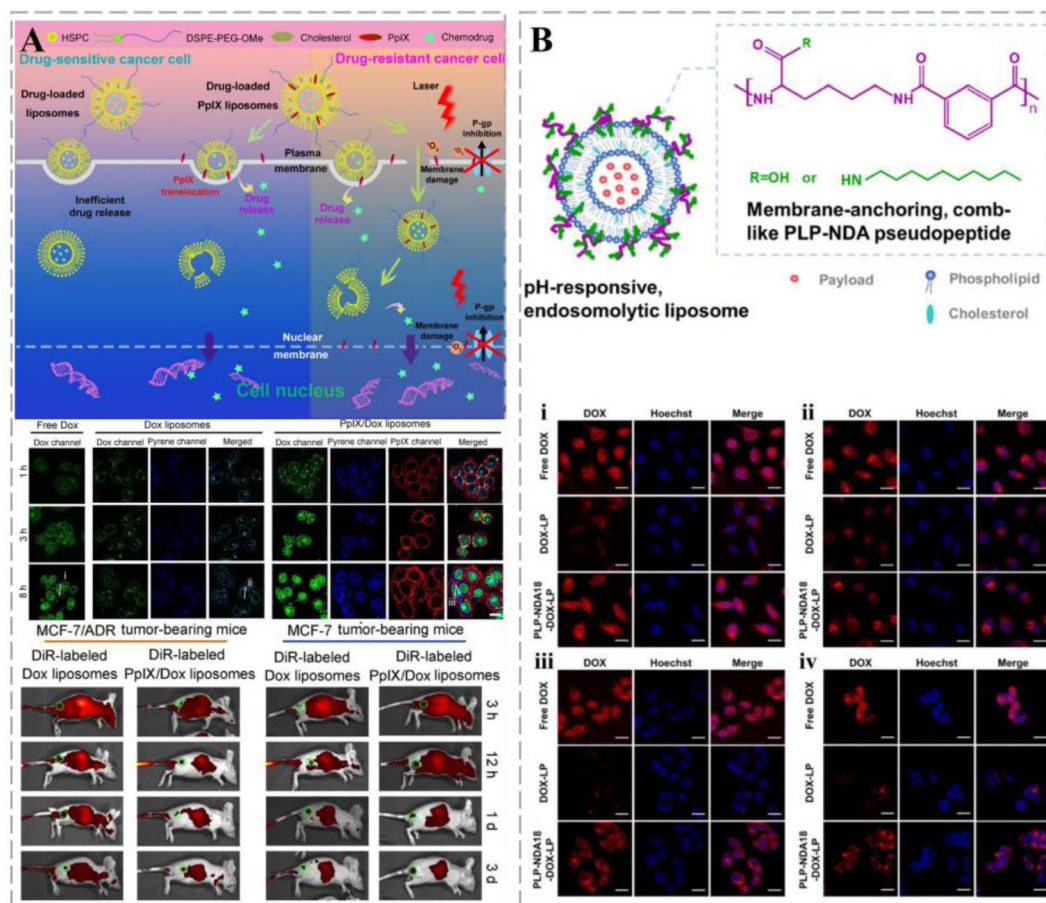 A
HSPC
DSPE-PEG-OMe
Cholesterol
PpIX
Chemodrug
Drug-sensitive cancer cell
Drug-resistant cancer cell
Drug-loaded
liposomes
Drug-loaded
PpIX liposomes
Laser
P-gp
inhibition
Plasma
membrane
Membrane
damage
PpIX
translocation
Drug
release
Drug
release
Inefficient
drug release
P-gp
inhibition
Membrane
damage
Nuclear
membrane
Cell nucleus
Free Dox
Dox liposomes
PpIX/Dox liposomes
Dox channel
Dox channel
Pyrene channel
Merged
Dox channel
Pyrene channel
PpIX channel
Merged
1 h
3 h
8 h
i
ii
iii
MCF-7/ADR tumor-bearing mice
MCF-7 tumor-bearing mice
DiR-labeled
Dox liposomes
DiR-labeled
PpIX/Dox liposomes
DiR-labeled
Dox liposomes
DiR-labeled
PpIX/Dox liposomes
3 h
12 h
1 d
3 d
B
O
R
NH
NH
O
O
n
R=OH or HN
Membrane-anchoring, comb-
like PLP-NDA pseudopeptide
pH-responsive,
endosomolytic liposome
Payload
Phospholipid
Cholesterol
i
DOX
Hoechst
Merge
Free DOX
DOX-LP
PLP-NDA18
-DOX-LP
ii
DOX
Hoechst
Merge
iii
DOX
Hoechst
Merge
Free DOX
DOX-LP
PLP-NDA18
-DOX-LP
iv
DOX
Hoechst
Merge
Free DOX
DOX-LP
PLP-NDA18
-DOX-LP